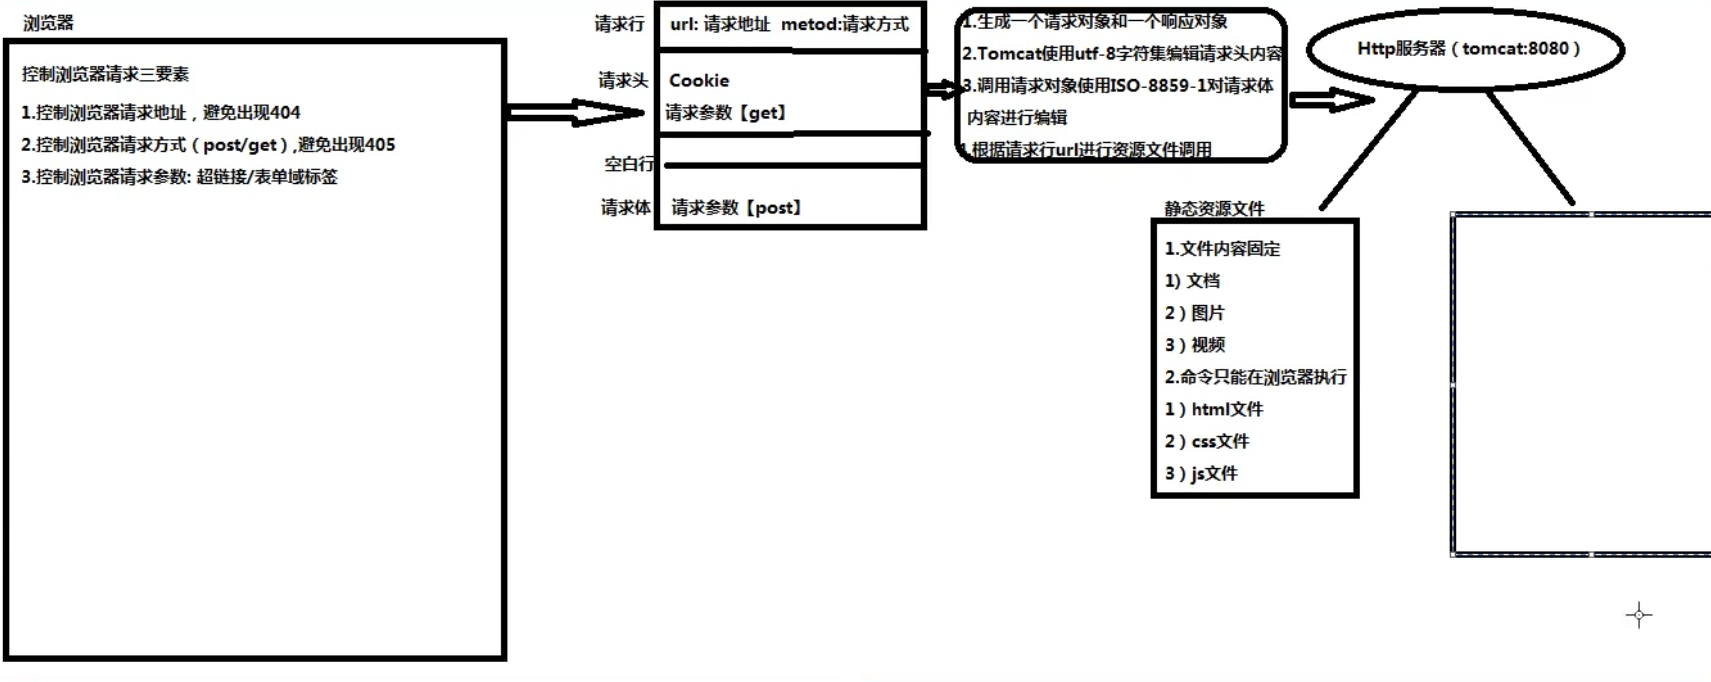 浏览器
控制浏览器请求三要素
1.控制浏览器请求地址，避免出现404
2.控制浏览器请求方式（post/get）,避免出现405
3.控制浏览器请求参数: 超链接/表单域标签
请求行
url: 请求地址 metod:请求方式
请求头
Cookie
请求参数【get】
空白行
请求体
请求参数【post】
1.生成一个请求对象和一个响应对象
2.Tomcat使用utf-8字符集编辑请求头内容
3.调用请求对象使用ISO-8859-1对请求体
内容进行编辑
4.根据请求行url进行资源文件调用
Http服务器（tomcat:8080）
静态资源文件
1.文件内容固定
1) 文档
2）图片
3）视频
2.命令只能在浏览器执行
1）html文件
2）css文件
3）js文件